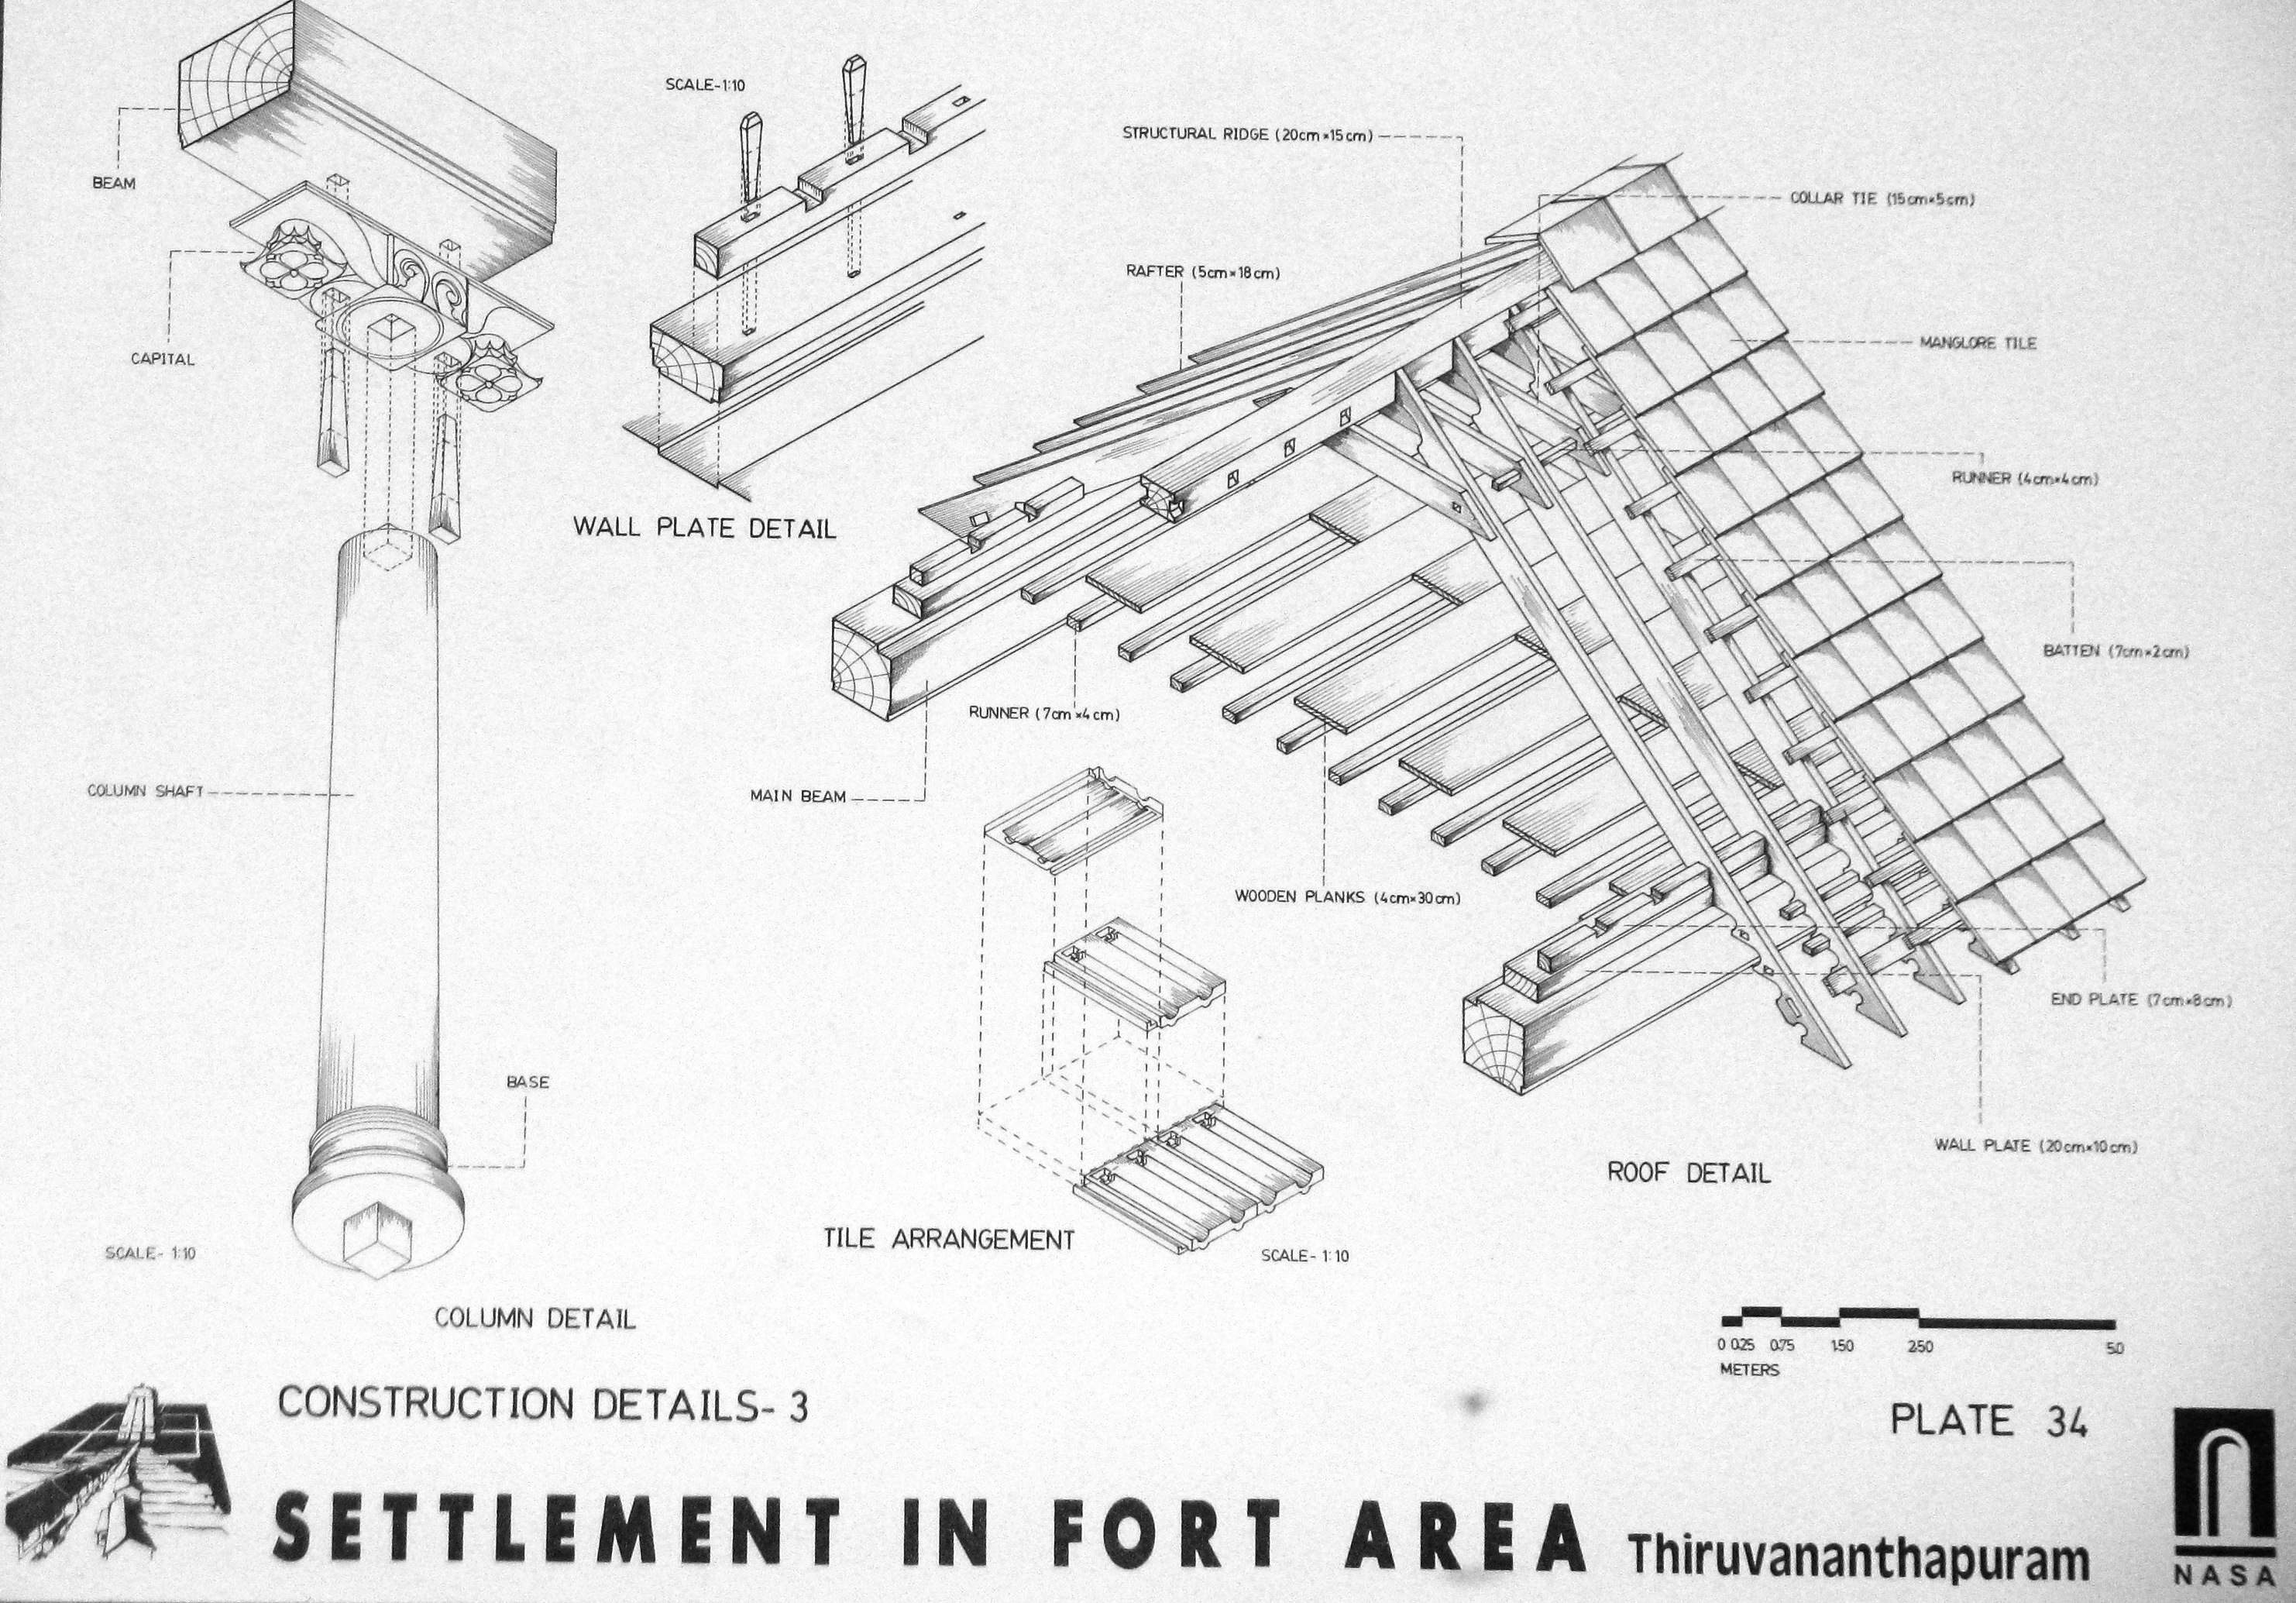 SCALE-1:10
STRUCTURAL RIDGE (20cm×15cm)
BEAM
COLLAR TIE (15cm×5cm)
RAFTER (5cm×18cm)
CAPITAL
MANGLORE TILE
RUNNER (4cm×4cm)
WALL PLATE DETAIL
BATTEN (7cm×2cm)
RUNNER (7cm×4cm)
COLUMN SHAFT
MAIN BEAM
WOODEN PLANKS (4cm×30cm)
END PLATE (7cm×8cm)
BASE
WALL PLATE (20cm×10cm)
ROOF DETAIL
TILE ARRANGEMENT
SCALE- 1:10
SCALE- 1:10
COLUMN DETAIL
0 0.25 0.75 1.50 2.50 5.0
METERS
CONSTRUCTION DETAILS- 3
PLATE 34
SETTLEMENT IN FORT AREA Thiruvananthapuram
NASA